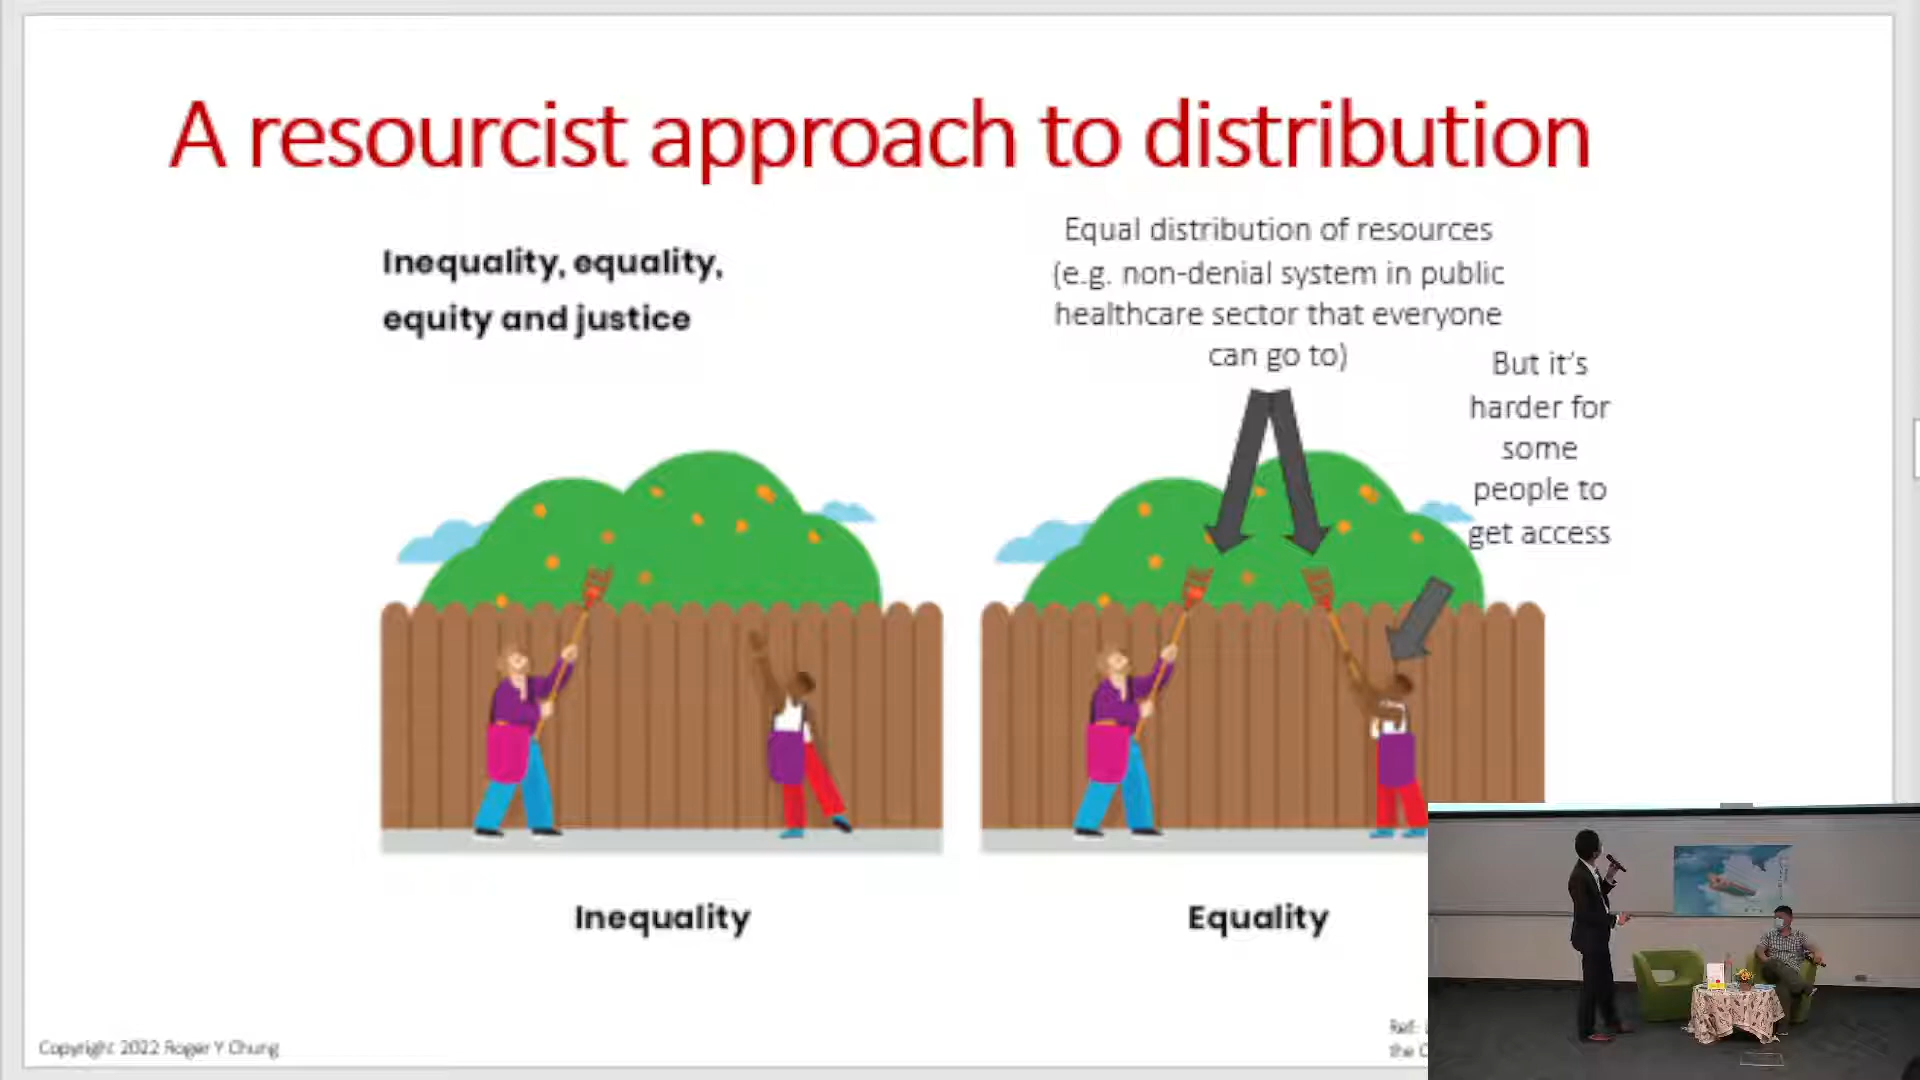 A resourcist approach to distribution
Inequality, equality,
equity and justice
Equal distribution of resources
(e.g. non-denial system in public
healthcare sector that everyone
can go to)
But it's
harder for
some
people to
get access
Inequality
Equality
Copyright 2022 Roger Y Chung
Ref:
the